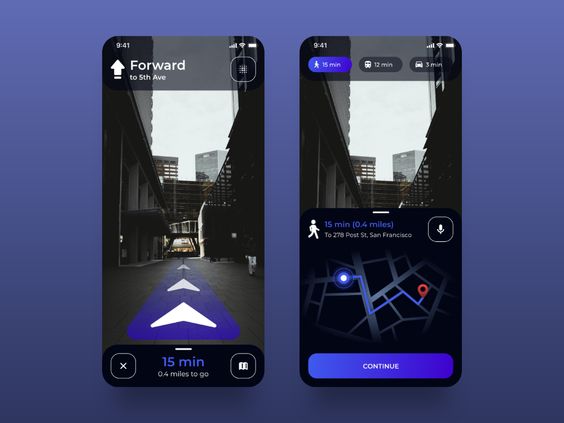 9:41
Forward
to 5th Ave
15 min
0.4 miles to go
9:41
15 min
12 min
3 min
15 min (0.4 miles)
To 278 Post St, San Francisco
CONTINUE